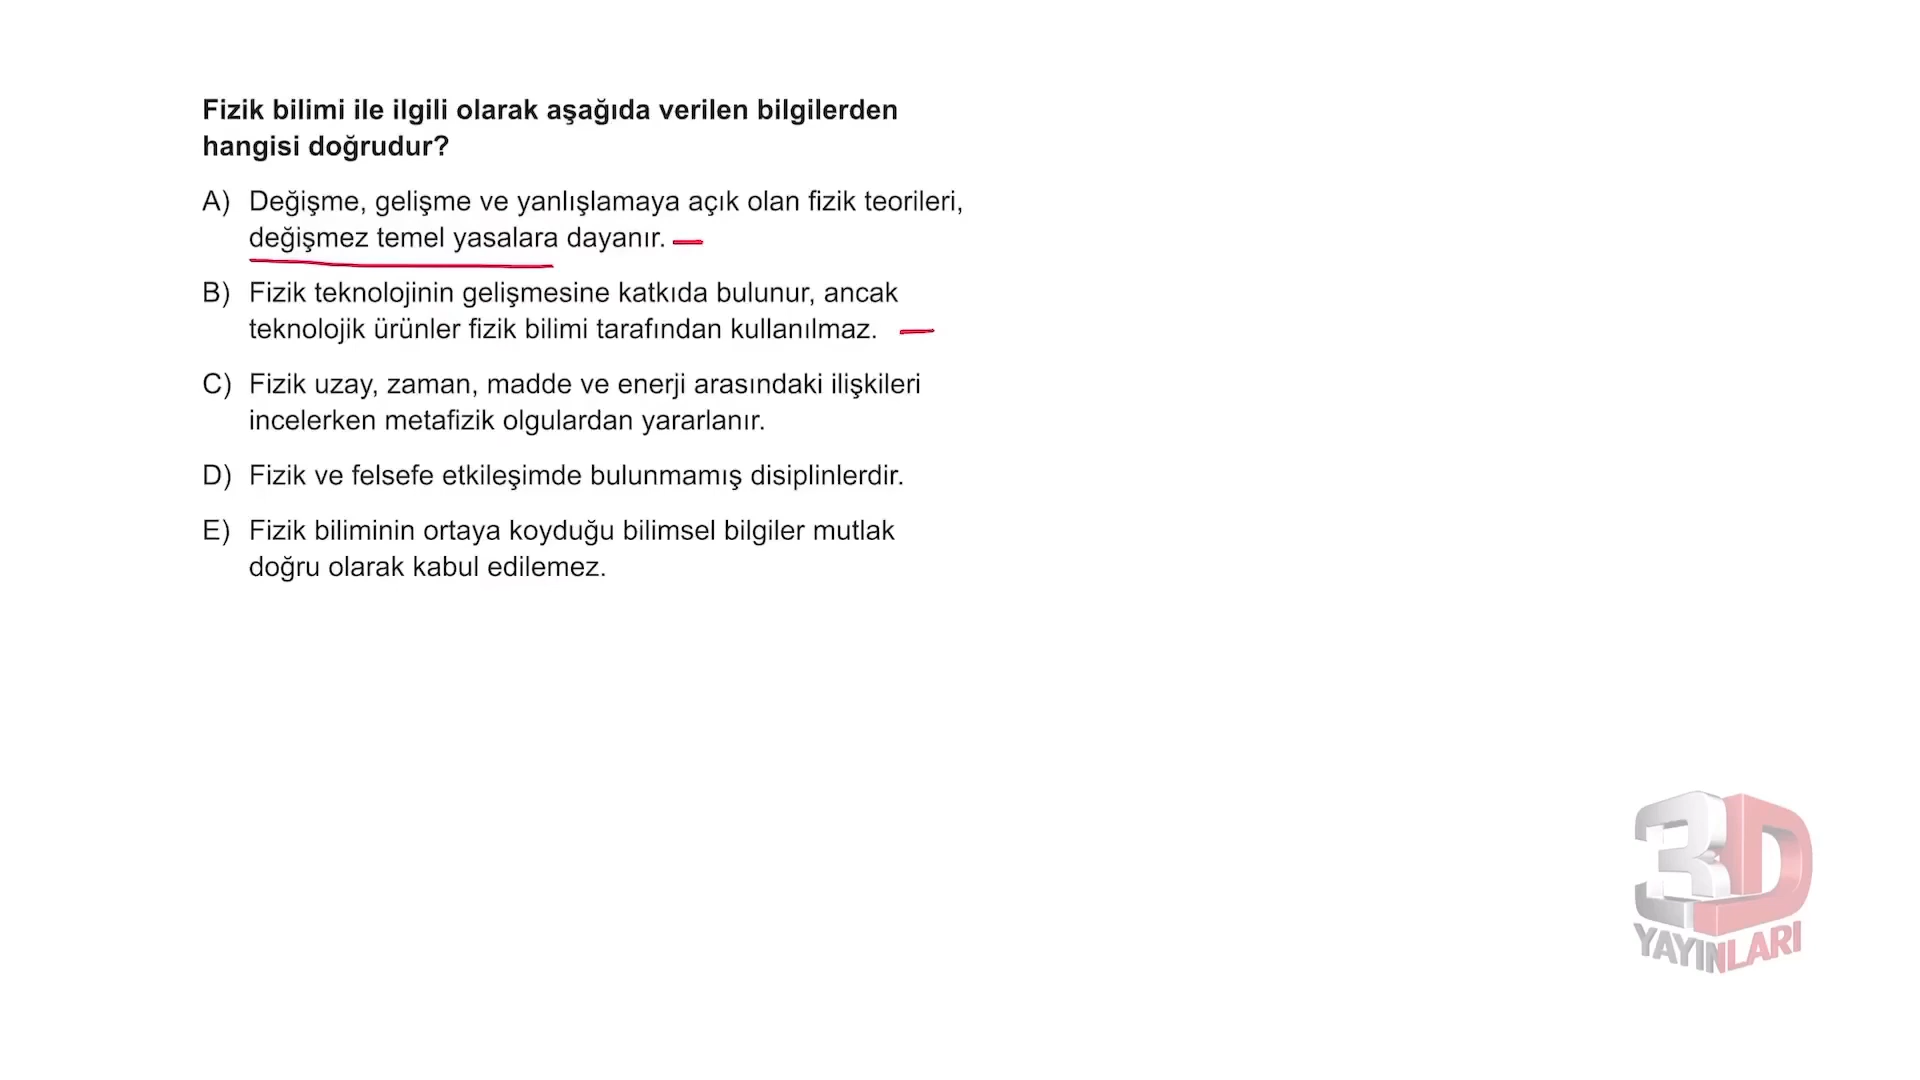 Fizik bilimi ile ilgili olarak aşağıda verilen bilgilerden
hangisi doğrudur?
A) Değişme, gelişme ve yanlışlamaya açık olan fizik teorileri,
değişmez temel yasalara dayanır.
B) Fizik teknolojinin gelişmesine katkıda bulunur, ancak
teknolojik ürünler fizik bilimi tarafından kullanılmaz.
C) Fizik uzay, zaman, madde ve enerji arasındaki ilişkileri
incelerken metafizik olgulardan yararlanır.
D) Fizik ve felsefe etkileşimde bulunmamış disiplinlerdir.
E) Fizik biliminin ortaya koyduğu bilimsel bilgiler mutlak
doğru olarak kabul edilemez.
3D
YAYINLARI